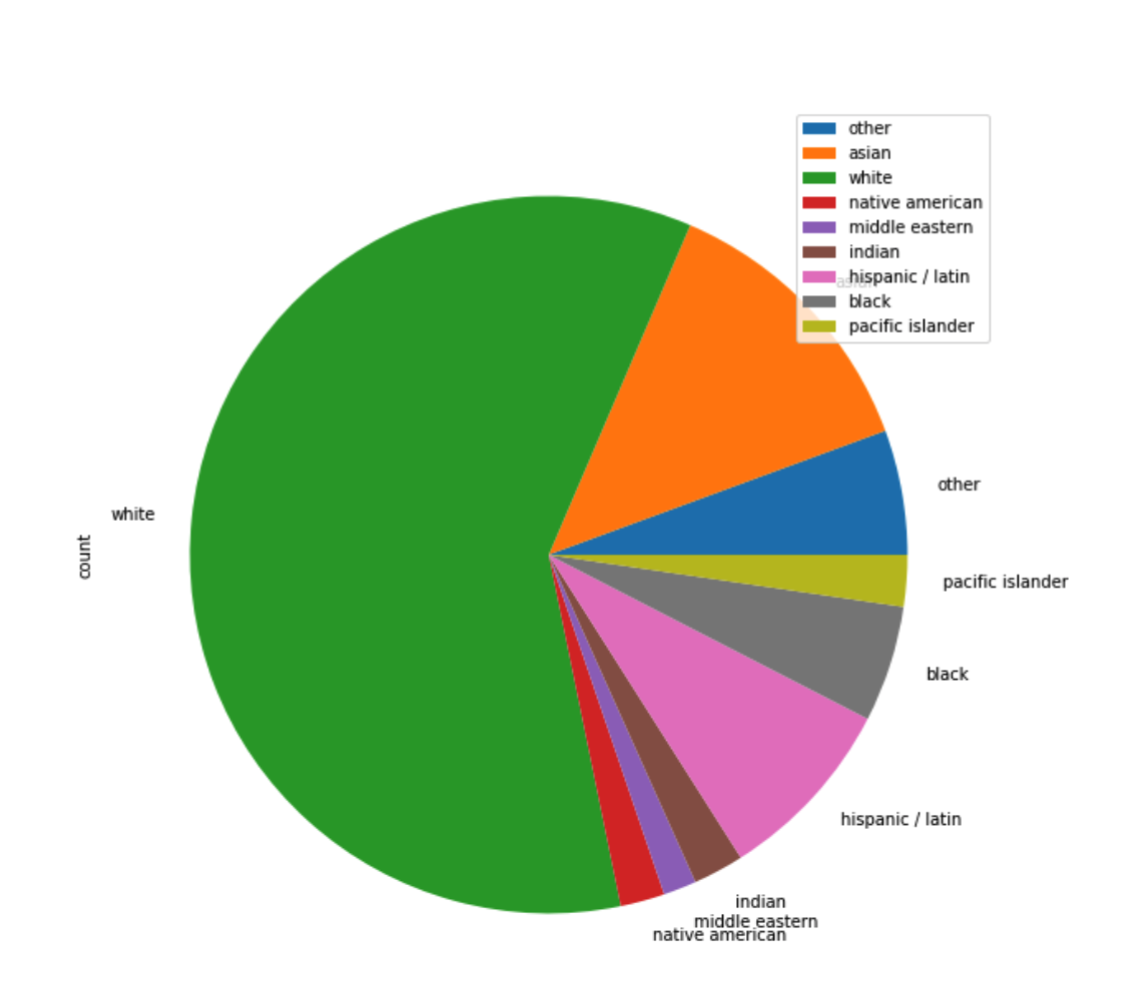 other
asian
white
native american
middle eastern
indian
hispanic / latin
black
pacific islander
asian
other
white
count
pacific islander
black
hispanic / latin
indian
middle eastern
native american